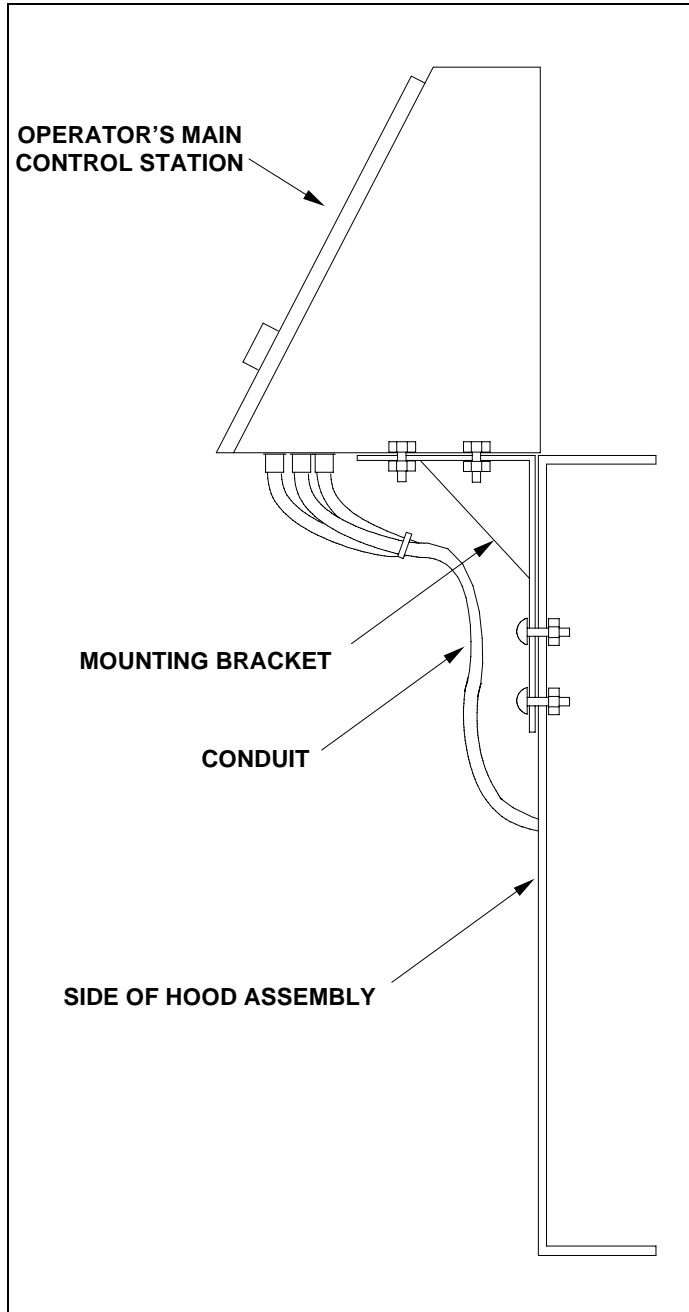 OPERATOR’S MAIN
CONTROL STATION
MOUNTING BRACKET
CONDUIT
SIDE OF HOOD ASSEMBLY